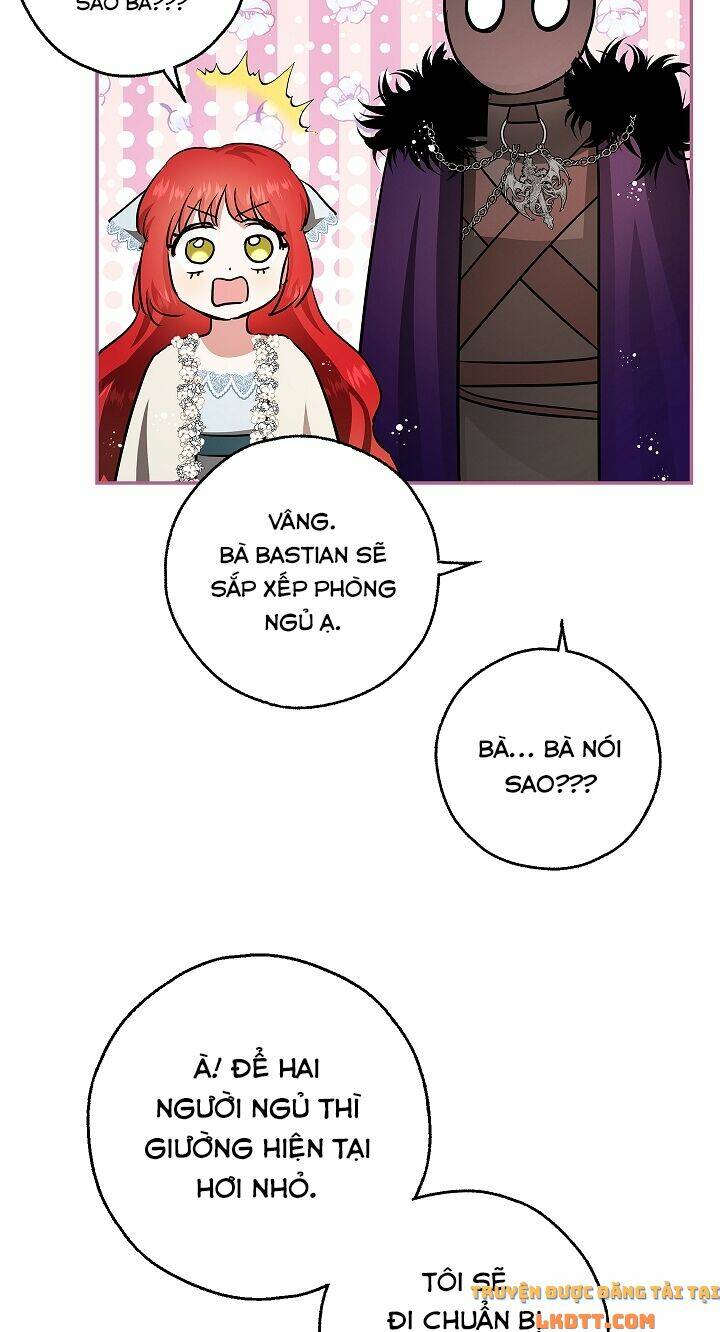 SAO BÀ???
VÂNG.
BÀ BASTIAN SẼ
SẮP XẾP PHÒNG
NGỦ Ạ.
BÀ... BÀ NÓI
SAO???
À! ĐỂ HAI
NGƯỜI NGỦ THÌ
GIƯỜNG HIỆN TẠI
HƠI NHỎ.
TÔI SẼ
TRUYỆN ĐƯỢC ĐĂNG TẢI TẠI
ĐI CHUẨN BỊ
LKDTT.COM